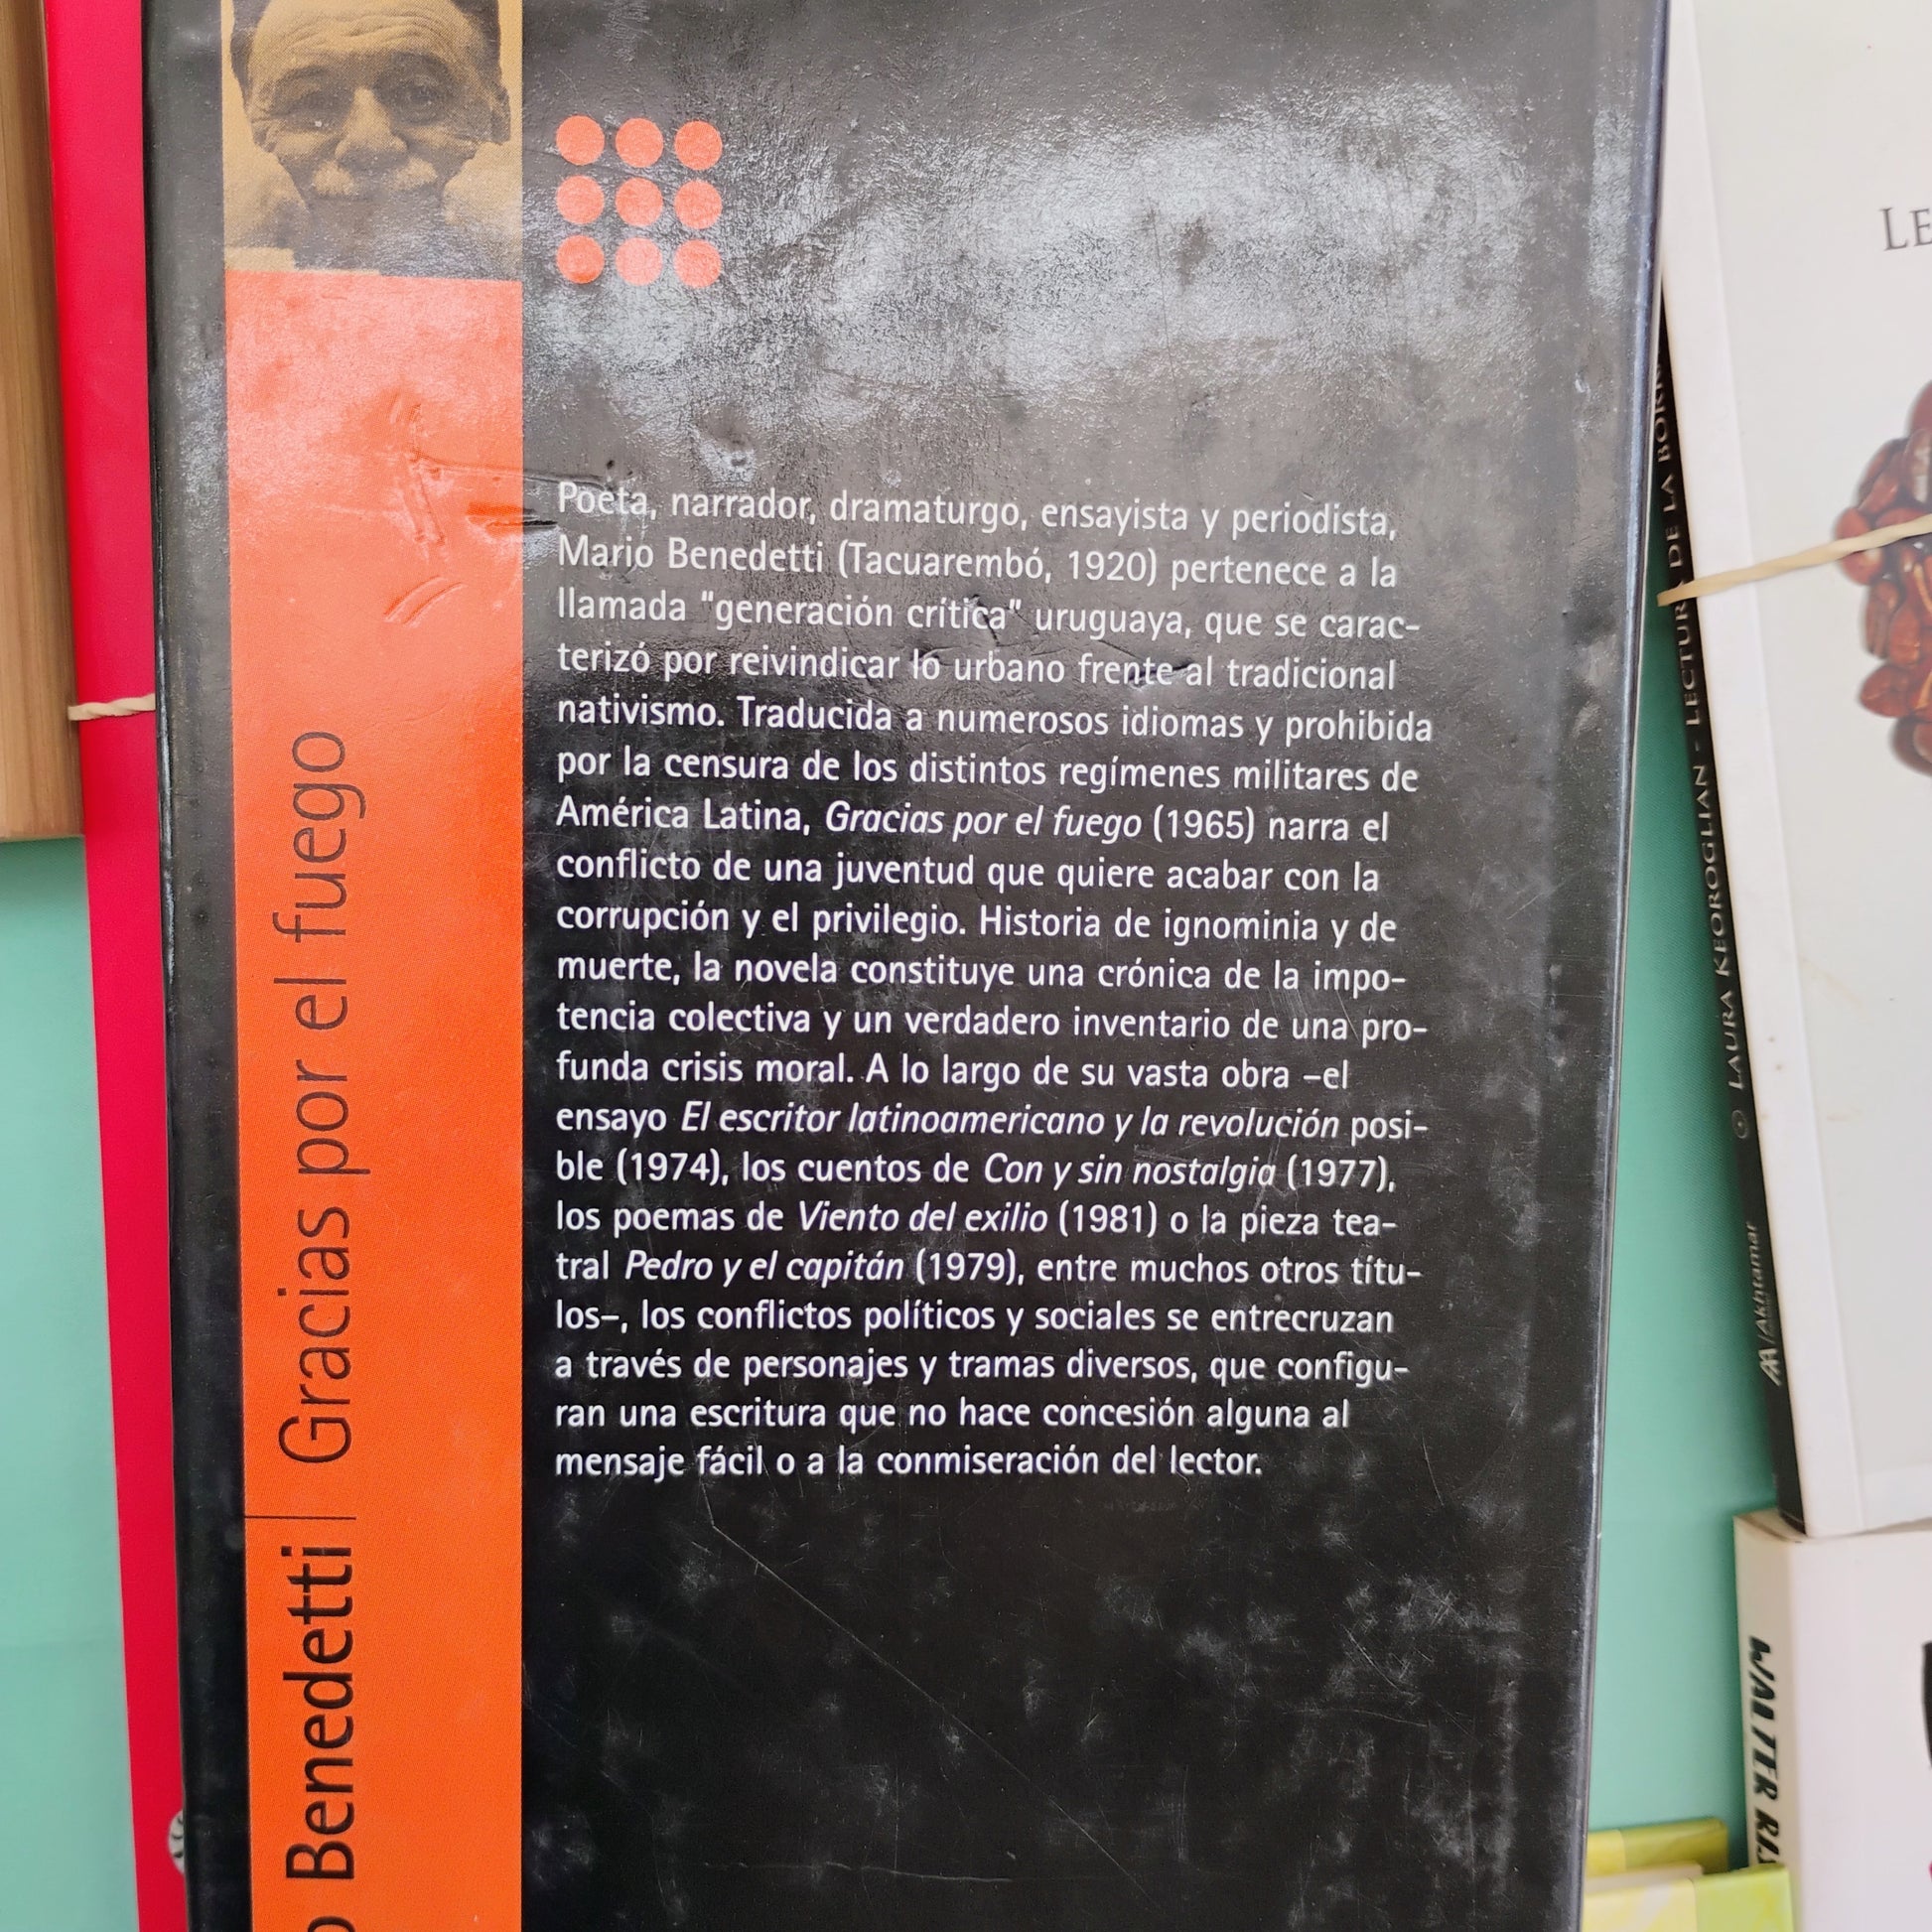 Poeta, narrador, dramaturgo, ensayista y periodista,
Mario Benedetti (Tacuarembó, 1920) pertenece a la
llamada "generación crítica" uruguaya, que se carac-
terizó por reivindicar lo urbano frente al tradicional
nativismo. Traducida a numerosos idiomas y prohibida
por la censura de los distintos regímenes militares de
América Latina, Gracias por el fuego (1965) narra el
conflicto de una juventud que quiere acabar con la
corrupción y el privilegio. Historia de ignominia y de
muerte, la novela constituye una crónica de la impo-
tencia colectiva y un verdadero inventario de una pro-
funda crisis moral. A lo largo de su vasta obra –el
ensayo El escritor latinoamericano y la revolución posi-
ble (1974), los cuentos de Con y sin nostalgia (1977),
los poemas de Viento del exilio (1981) o la pieza tea-
tral Pedro y el capitán (1979), entre muchos otros títu-
los–, los conflictos políticos y sociales se entrecruzan
a través de personajes y tramas diversos, que configu-
ran una escritura que no hace concesión alguna al
mensaje fácil o a la conmiseración del lector.
o Benedetti | Gracias por el fuego
LAURA KEOROGLIAN - LECTURA DE LA
Akhamar
LE
WALTER